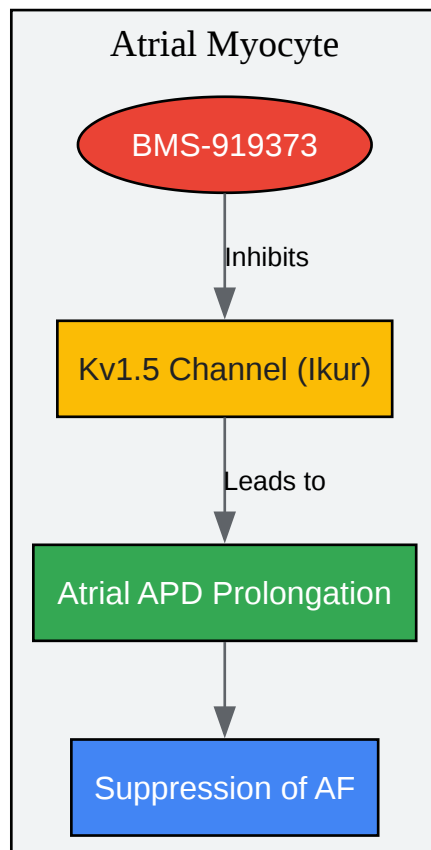 Atrial Myocyte
BMS-919373
Inhibits
Kv1.5 Channel (Ikur)
Leads to
Atrial APD Prolongation
Suppression of AF